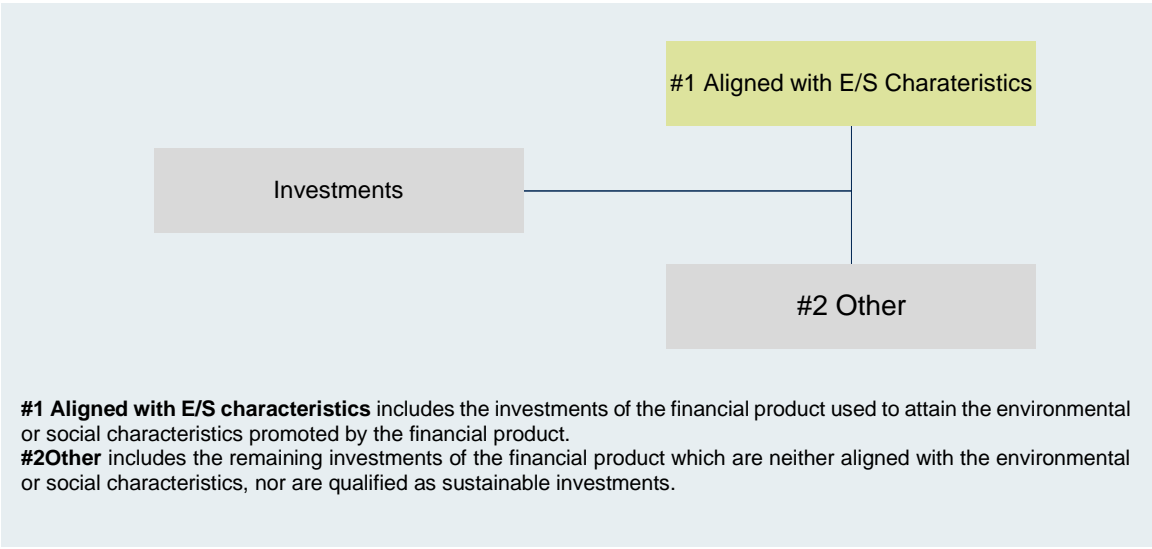 #1 Aligned with E/S Charateristics
Investments
#2 Other
#1 Aligned with E/S characteristics includes the investments of the financial product used to attain the environmental
or social characteristics promoted by the financial product.
#2Other includes the remaining investments of the financial product which are neither aligned with the environmental
or social characteristics, nor are qualified as sustainable investments.